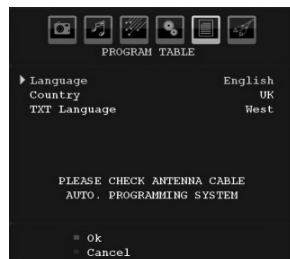 PROGRAM TABLE
Language English
Country UK
TXT Language West
PLEASE CHECK ANTENNA CABLE
AUTO. PROGRAMMING SYSTEM
Ok
Cancel